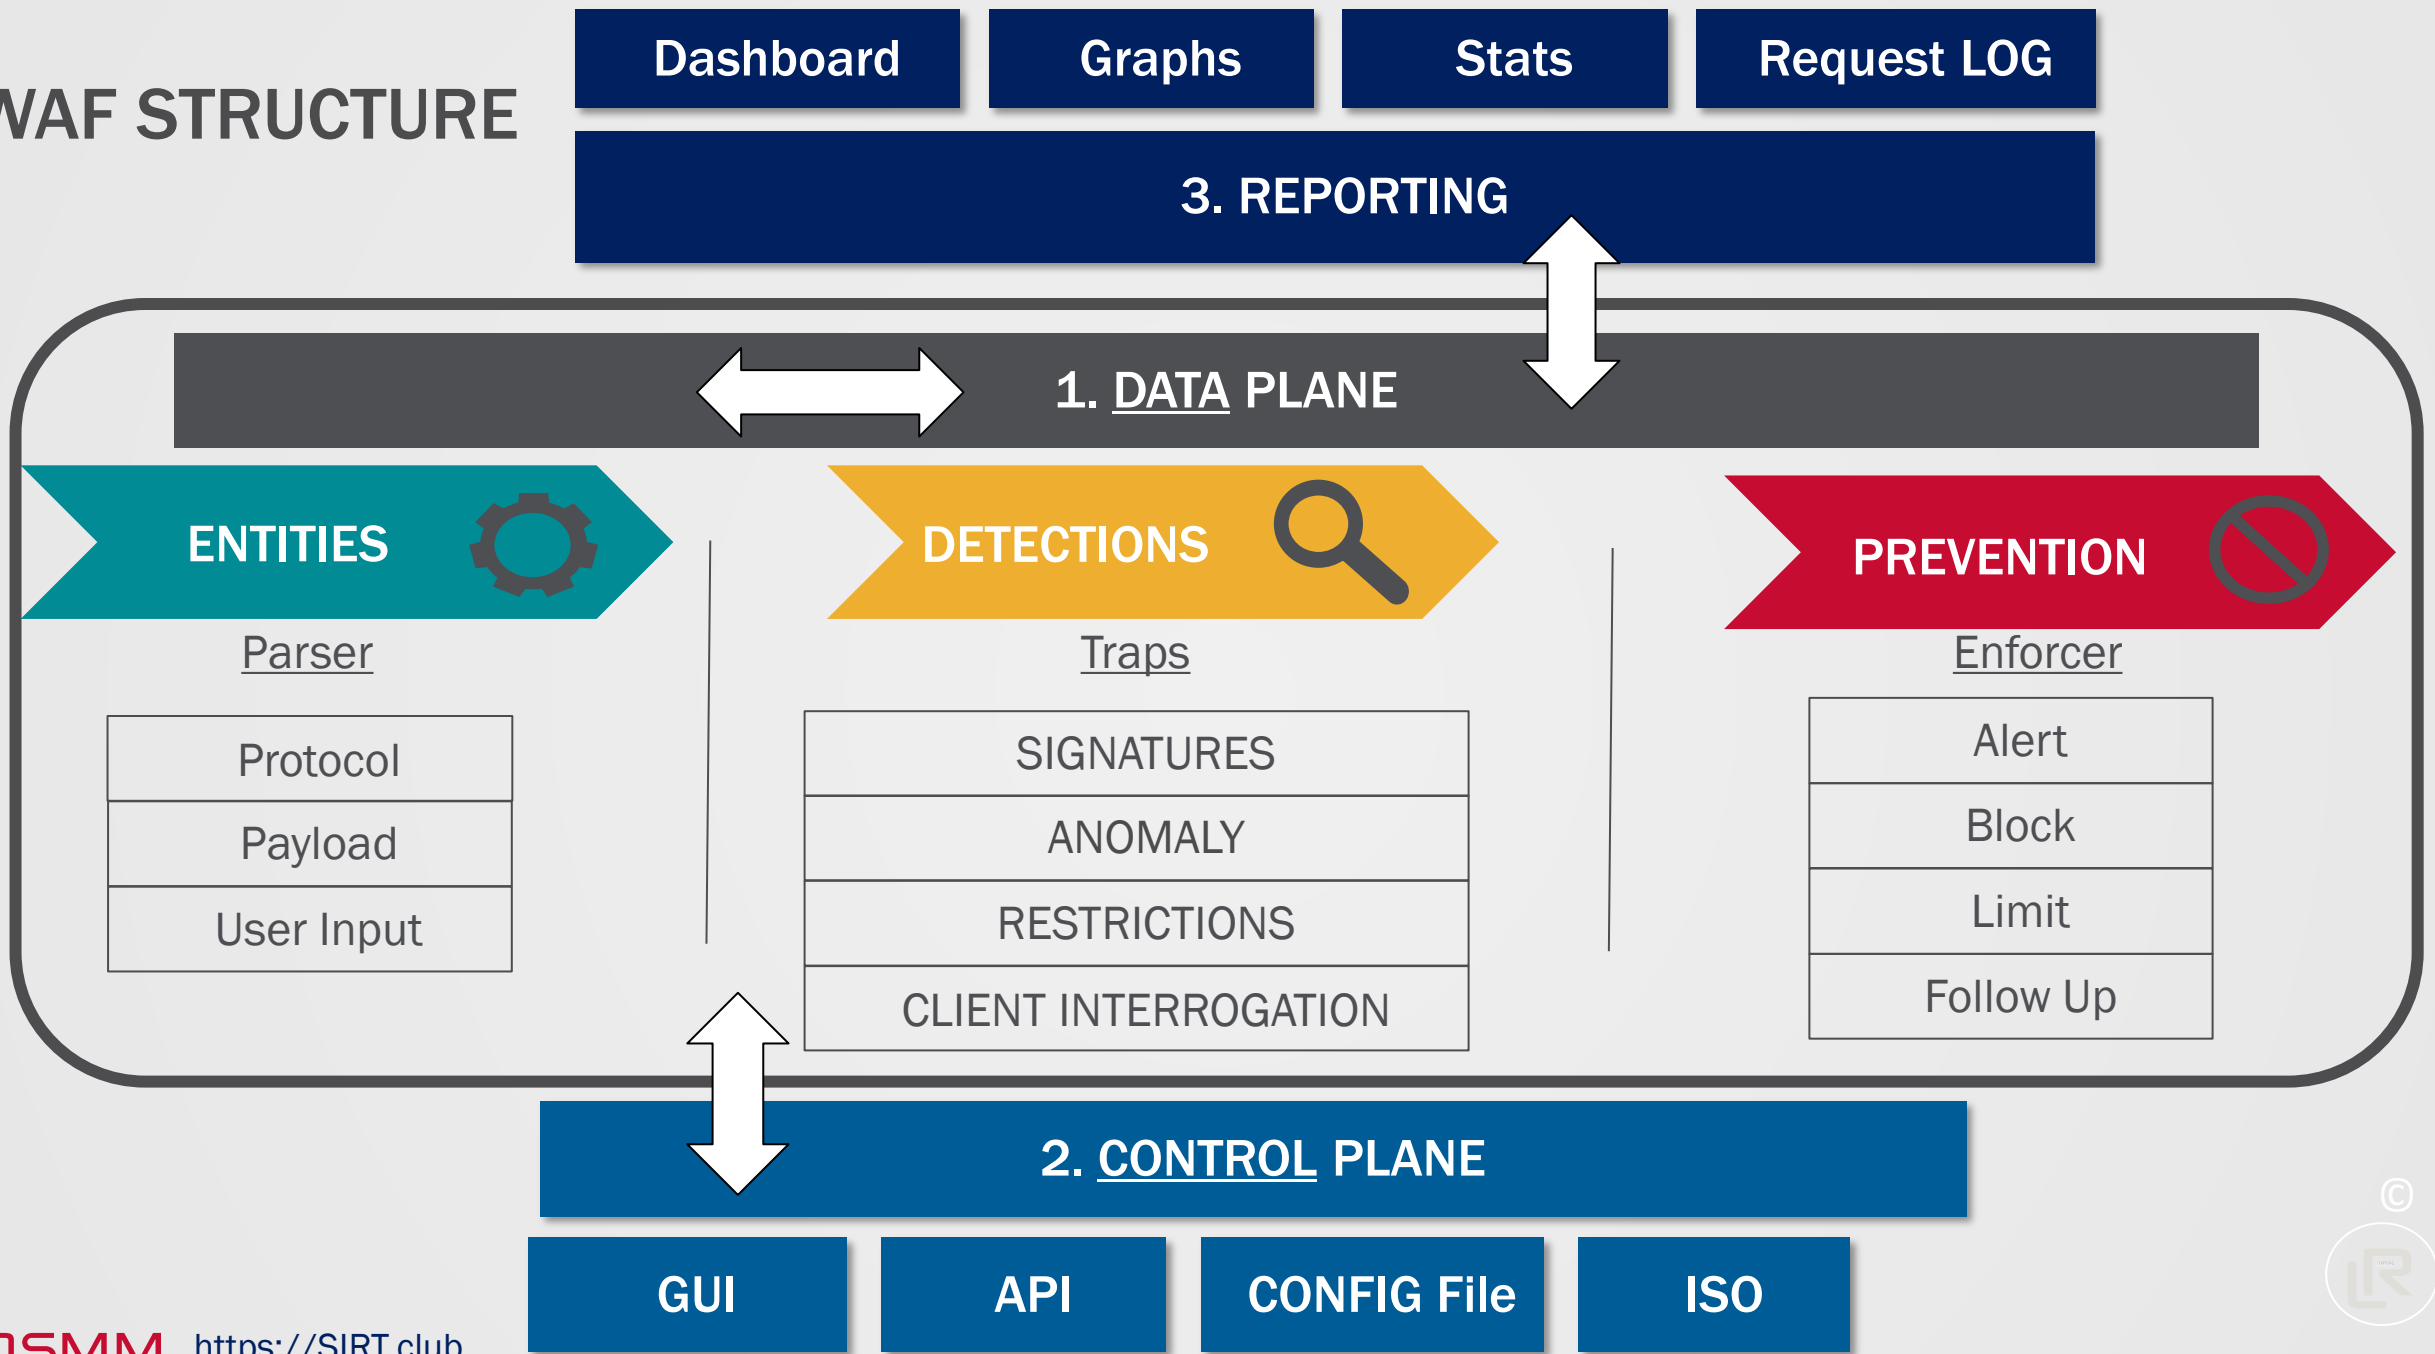 Dashboard
Graphs
Stats
Request LOG
WAF STRUCTURE
3. REPORTING
1. DATA PLANE
ENTITIES
DETECTIONS
PREVENTION
Parser
Traps
Enforcer
Protocol
Payload
User Input
SIGNATURES
ANOMALY
RESTRICTIONS
CLIENT INTERROGATION
Alert
Block
Limit
Follow Up
2. CONTROL PLANE
GUI
API
CONFIG File
ISO
©
https://SIRT.club